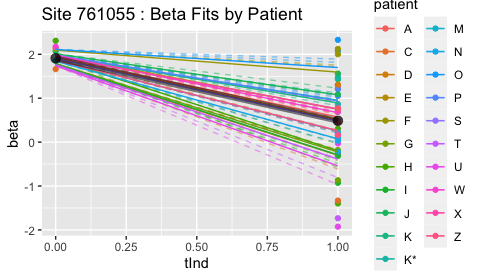 Site 761055 : Beta Fits by Patient
patient
beta
2
1
0
-1
-2
0.00 0.25 0.50 0.75 1.00
tInd
A M
C N
D O
E P
F S
G T
H U
I W
J X
K Z
K*